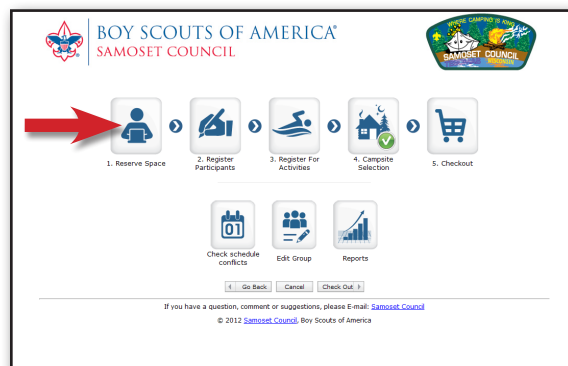 BOY SCOUTS OF AMERICA®
SAMOSET COUNCIL
WHERE CAMPING IS KING
SAMOSET COUNCIL
WISCONSIN
1. Reserve Space
2. Register
Participants
3. Register For
Activities
4. Campsite
Selection
5. Checkout
01
Check schedule
conflicts
Edit Group
Reports
Go Back
Cancel
Check Out
If you have a question, comment or suggestions, please E-mail: Samoset Council
© 2012 Samoset Council, Boy Scouts of America